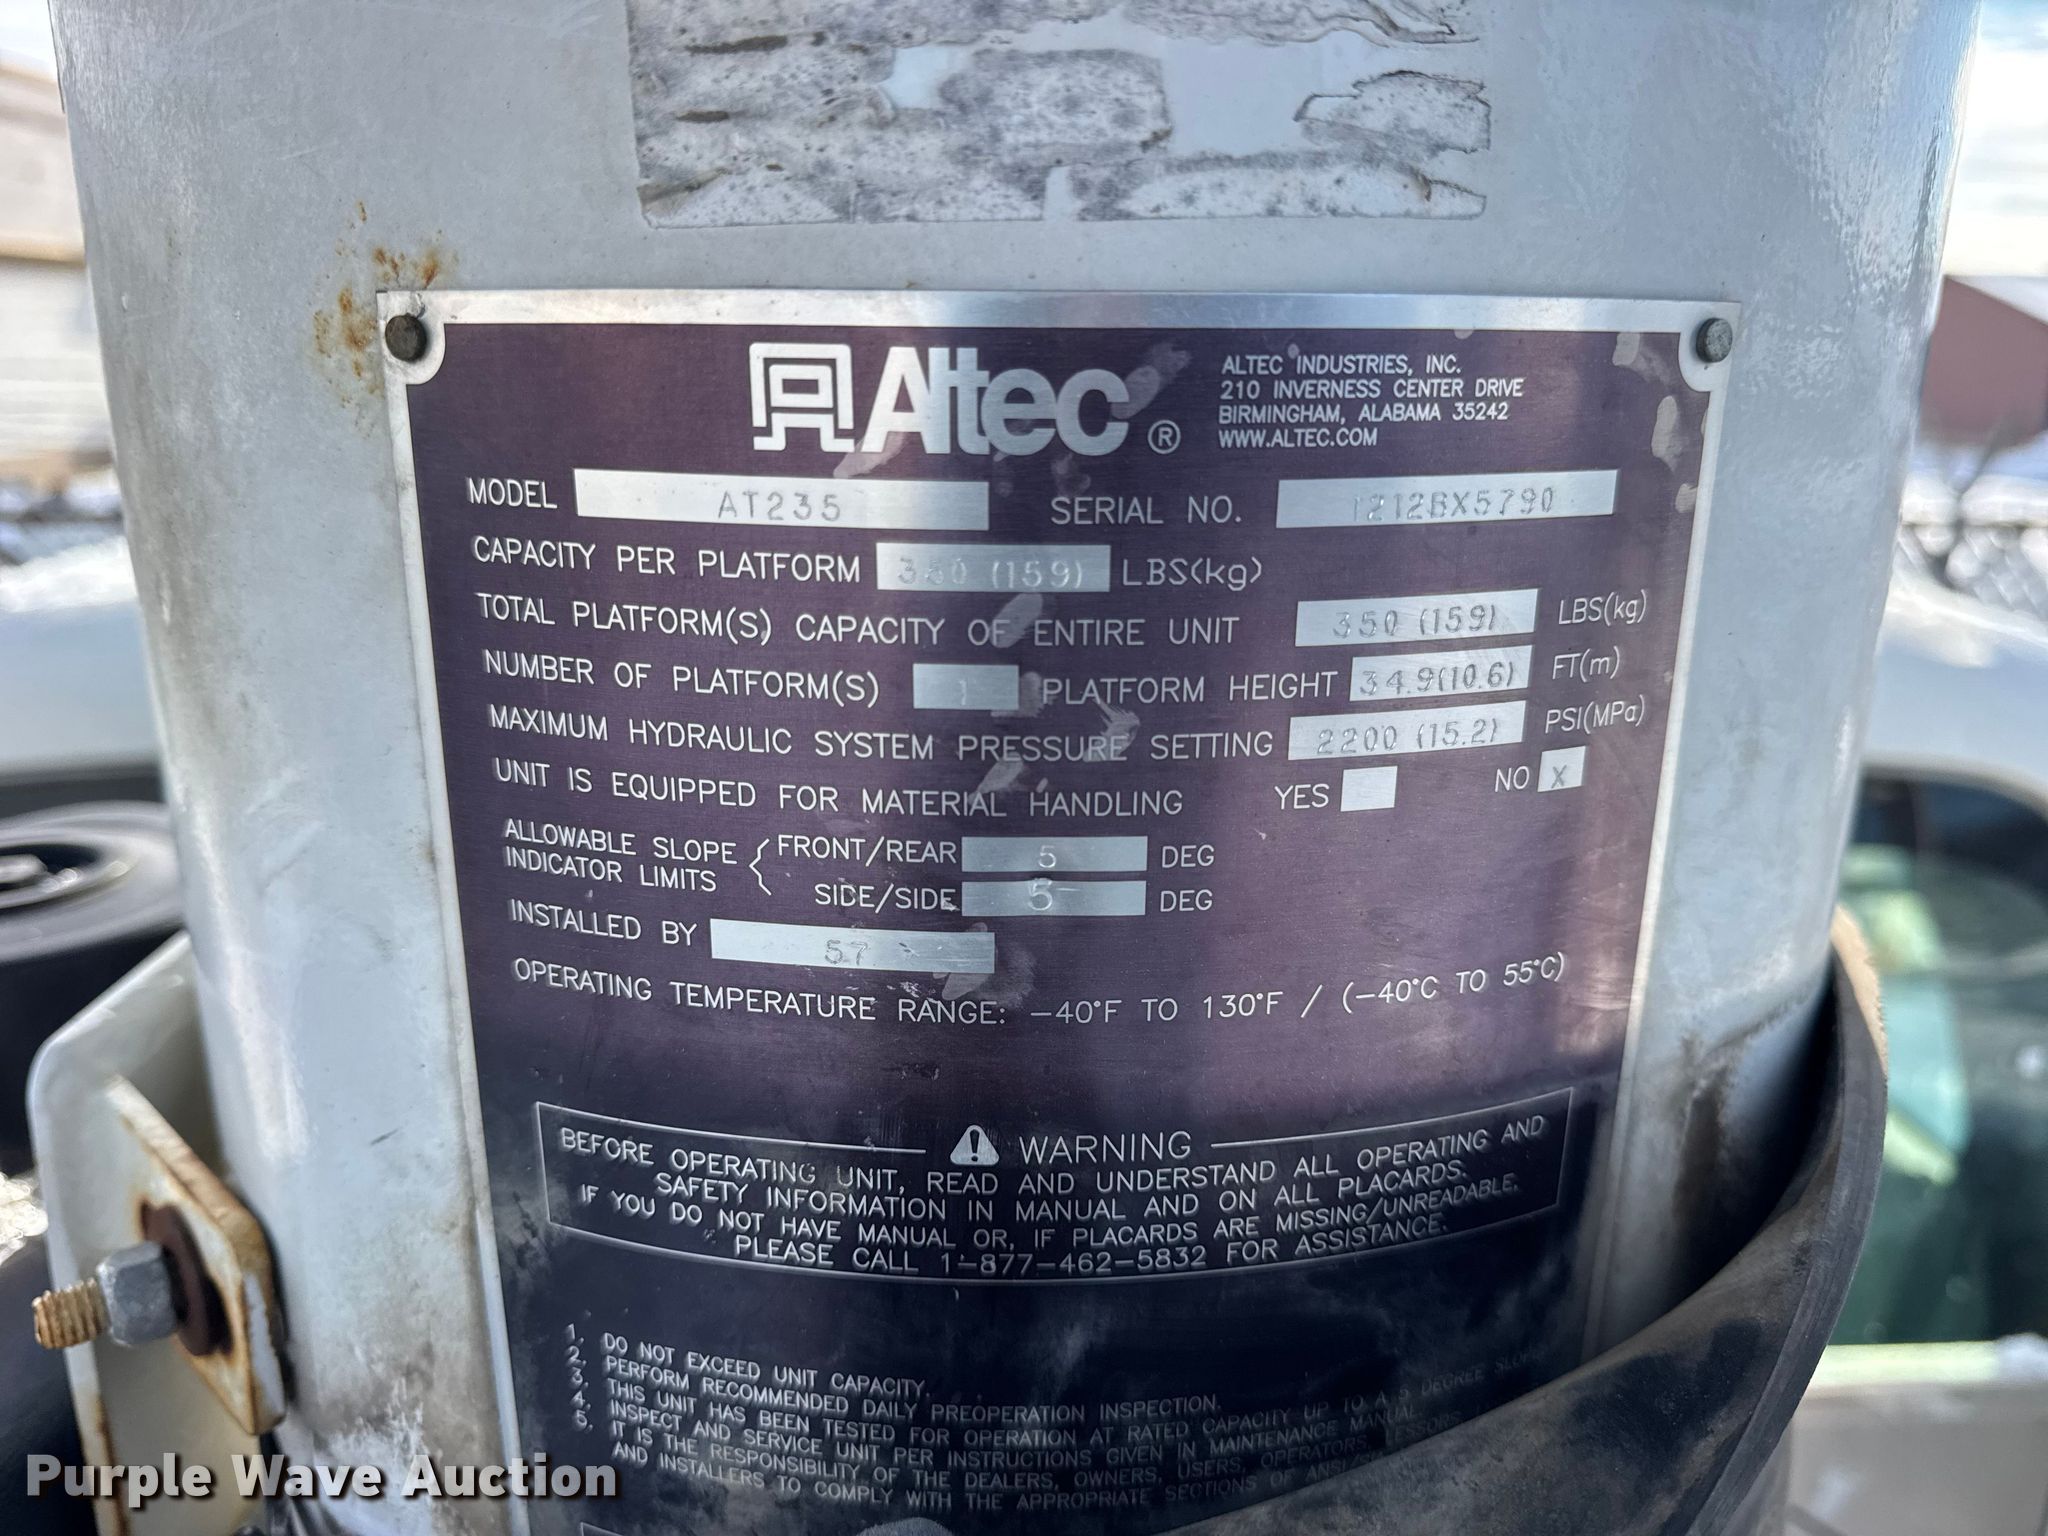 Altec ®
ALTEC INDUSTRIES, INC.
210 INVERNESS CENTER DRIVE
BIRMINGHAM, ALABAMA 35242
WWW.ALTEC.COM
MODEL AT235 SERIAL NO. 1212BX5790
CAPACITY PER PLATFORM 350 (159) LBS(kg)
TOTAL PLATFORM(S) CAPACITY OF ENTIRE UNIT 350 (159) LBS(kg)
NUMBER OF PLATFORM(S) 1 PLATFORM HEIGHT 34.9(10.6) FT(m)
MAXIMUM HYDRAULIC SYSTEM PRESSURE SETTING 2200 (15.2) PSI(MPa)
UNIT IS EQUIPPED FOR MATERIAL HANDLING YES NO X
ALLOWABLE SLOPE INDICATOR LIMITS { FRONT/REAR 5 DEG
SIDE/SIDE 5 DEG
INSTALLED BY 57
OPERATING TEMPERATURE RANGE: -40°F TO 130°F / (-40°C TO 55°C)
WARNING
BEFORE OPERATING UNIT, READ AND UNDERSTAND ALL OPERATING AND
SAFETY INFORMATION IN MANUAL AND ON ALL PLACARDS.
IF YOU DO NOT HAVE MANUAL OR, IF PLACARDS ARE MISSING/UNREADABLE,
PLEASE CALL 1-877-462-5832 FOR ASSISTANCE.
1. DO NOT EXCEED UNIT CAPACITY.
2. PERFORM RECOMMENDED DAILY PREOPERATION INSPECTION.
3. THIS UNIT HAS BEEN TESTED FOR OPERATION AT RATED CAPACITY UP TO A 5 DEGREE SLOPE
4. INSPECT AND SERVICE UNIT PER INSTRUCTIONS GIVEN IN MAINTENANCE MANUAL
5. IT IS THE RESPONSIBILITY OF THE DEALERS, OWNERS, USERS, OPERATORS, LESSORS,
AND INSTALLERS TO COMPLY WITH THE APPROPRIATE SECTIONS OF
Purple Wave Auction